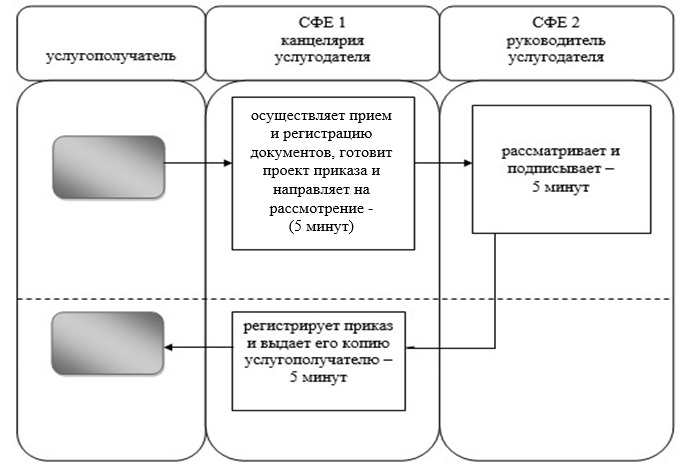 услугополучатель
СФЕ 1
канцелярия
услугодателя
СФЕ 2
руководитель
услугодателя
осуществляет прием
и регистрацию
документов, готовит
проект приказа и
направляет на
рассмотрение -
(5 минут)
рассматривает и
подписывает –
5 минут
регистрирует приказ
и выдает его копию
услугополучателю –
5 минут